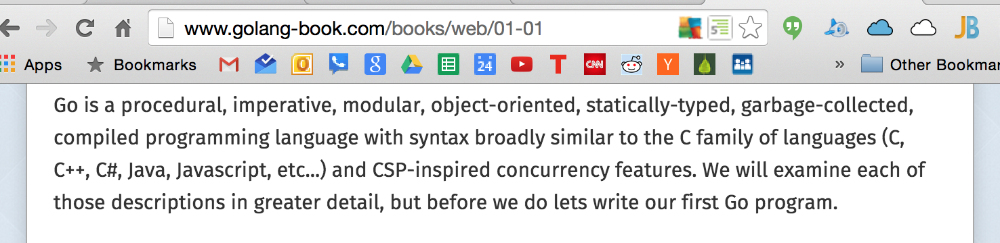 www.golang-book.com/books/web/01-01
JB
Apps Bookmarks 8 24 T CNN Y » Other Bookmar
Go is a procedural, imperative, modular, object-oriented, statically-typed, garbage-collected,
compiled programming language with syntax broadly similar to the C family of languages (C,
C++, C#, Java, Javascript, etc...) and CSP-inspired concurrency features. We will examine each of
those descriptions in greater detail, but before we do lets write our first Go program.